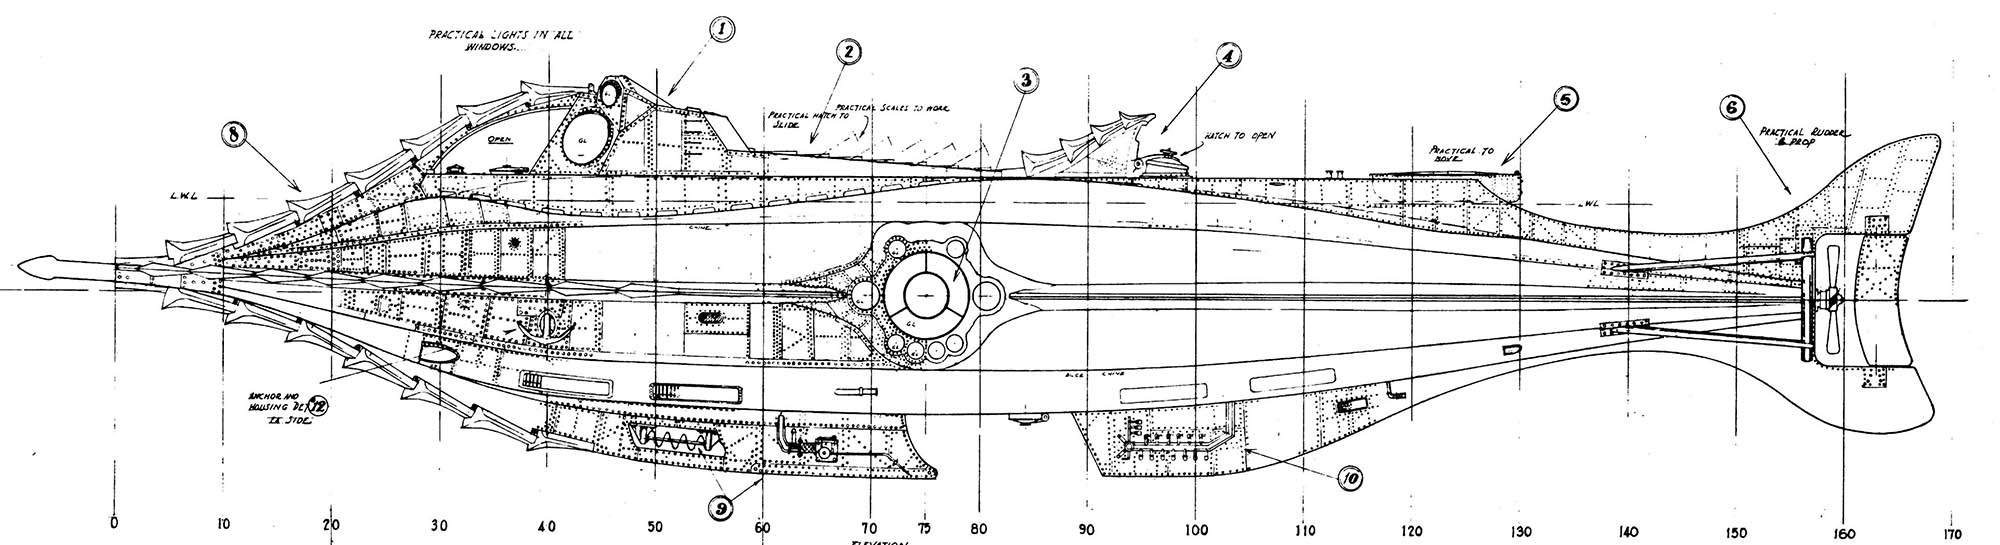 PRACTICAL LIGHTS IN ALL
WINDOWS...
1
2
3
4
5
6
8
PRACTICAL HATCH TO
SLIDE
PRACTICAL SCALES TO WORK
HATCH TO OPEN
PRACTICAL TO
MOVE
PRACTICAL RUDDER
& PROP
OPEN
GL
L.W.L
LWL
CHINE
GL
BILGE CHINE
ANCHOR AND
HOUSING DET 12
EA SIDE
9
10
0 10 20 30 40 50 60 70 75 80 90 100 110 120 130 140 150 160 170
ELEVATION